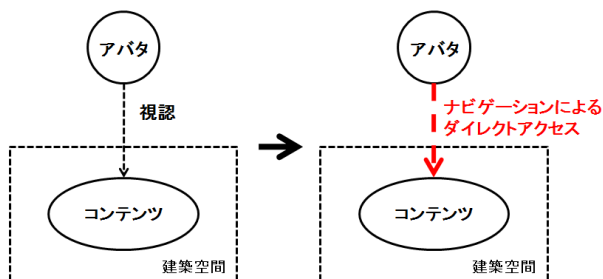 アバタ
視認
コンテンツ
建築空間
アバタ
ナビゲーションによる
ダイレクトアクセス
コンテンツ
建築空間